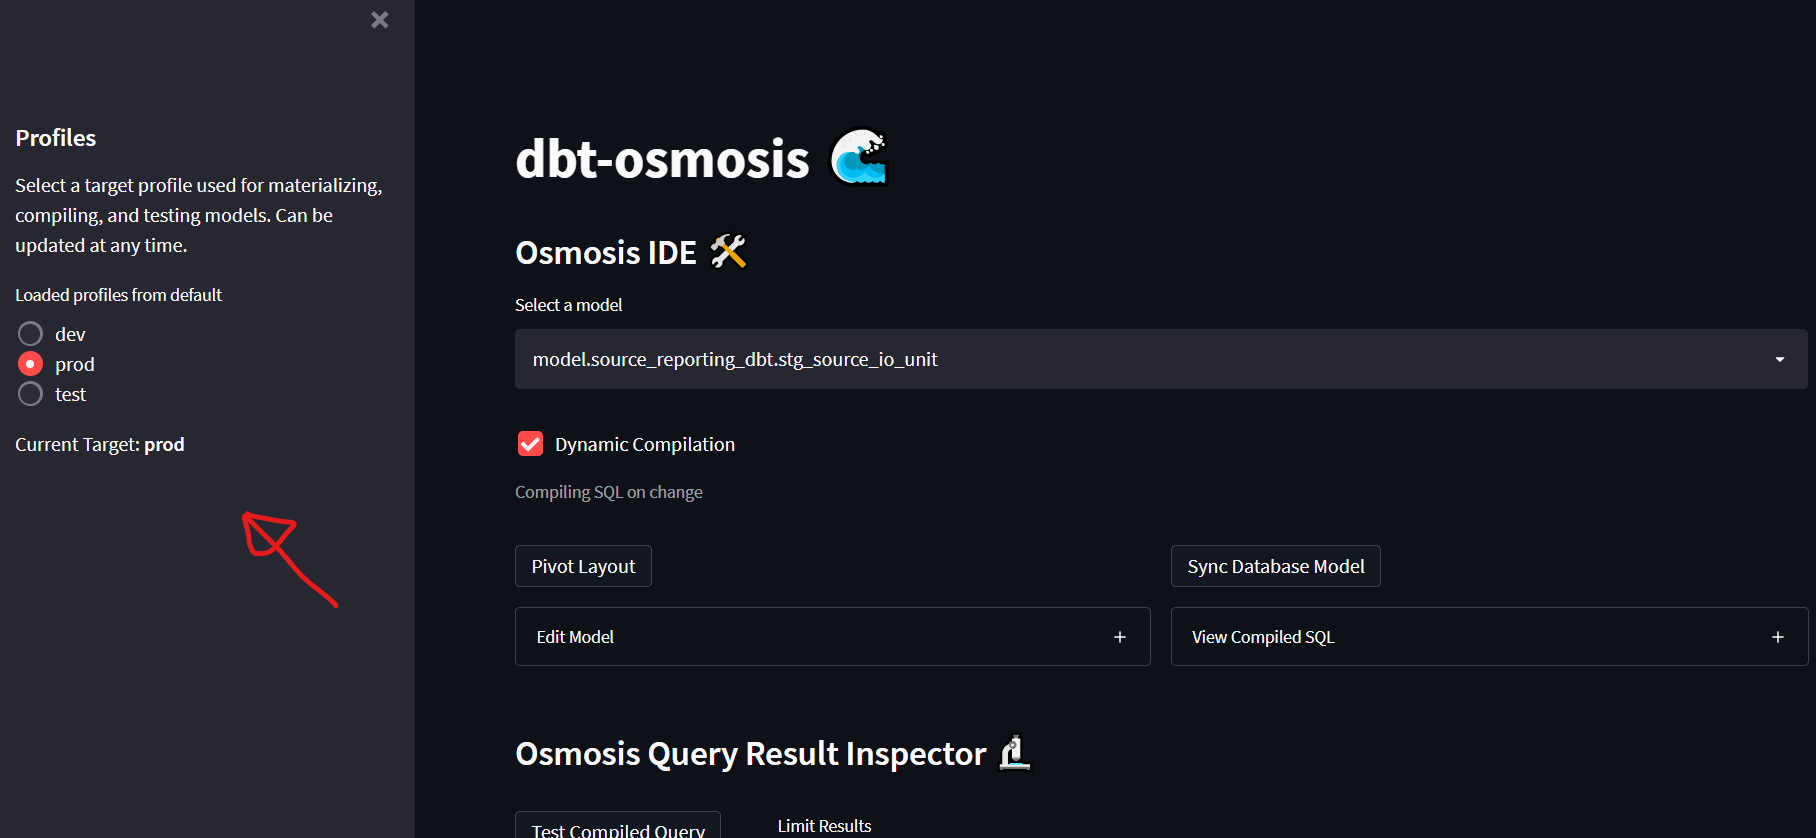 Profiles
Select a target profile used for materializing,
compiling, and testing models. Can be
updated at any time.
Loaded profiles from default
dev
prod
test
Current Target: prod
dbt-osmosis
Osmosis IDE
Select a model
model.source_reporting_dbt.stg_source_io_unit
Dynamic Compilation
Compiling SQL on change
Pivot Layout
Sync Database Model
Edit Model
View Compiled SQL
Osmosis Query Result Inspector
Test Compiled Query
Limit Results